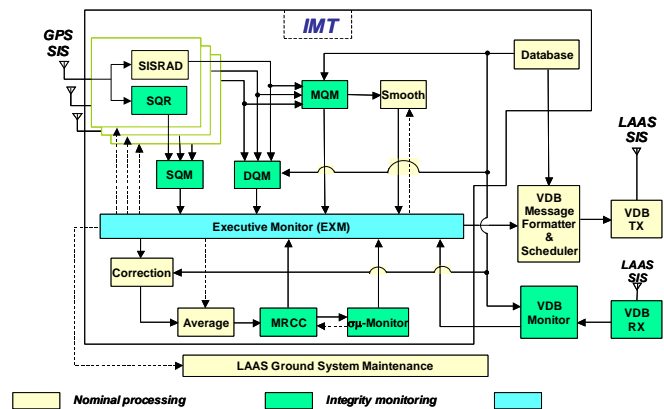 IMT
GPS
SIS
SISRAD
SQR
MQM
Smooth
Database
LAAS
SIS
SQM
DQM
VDB
Message
Formatter
&
Scheduler
VDB
TX
Executive Monitor (EXM)
Correction
LAAS
SIS
Average
MRCC
σμ-Monitor
VDB
Monitor
VDB
RX
LAAS Ground System Maintenance
Nominal processing
Integrity monitoring